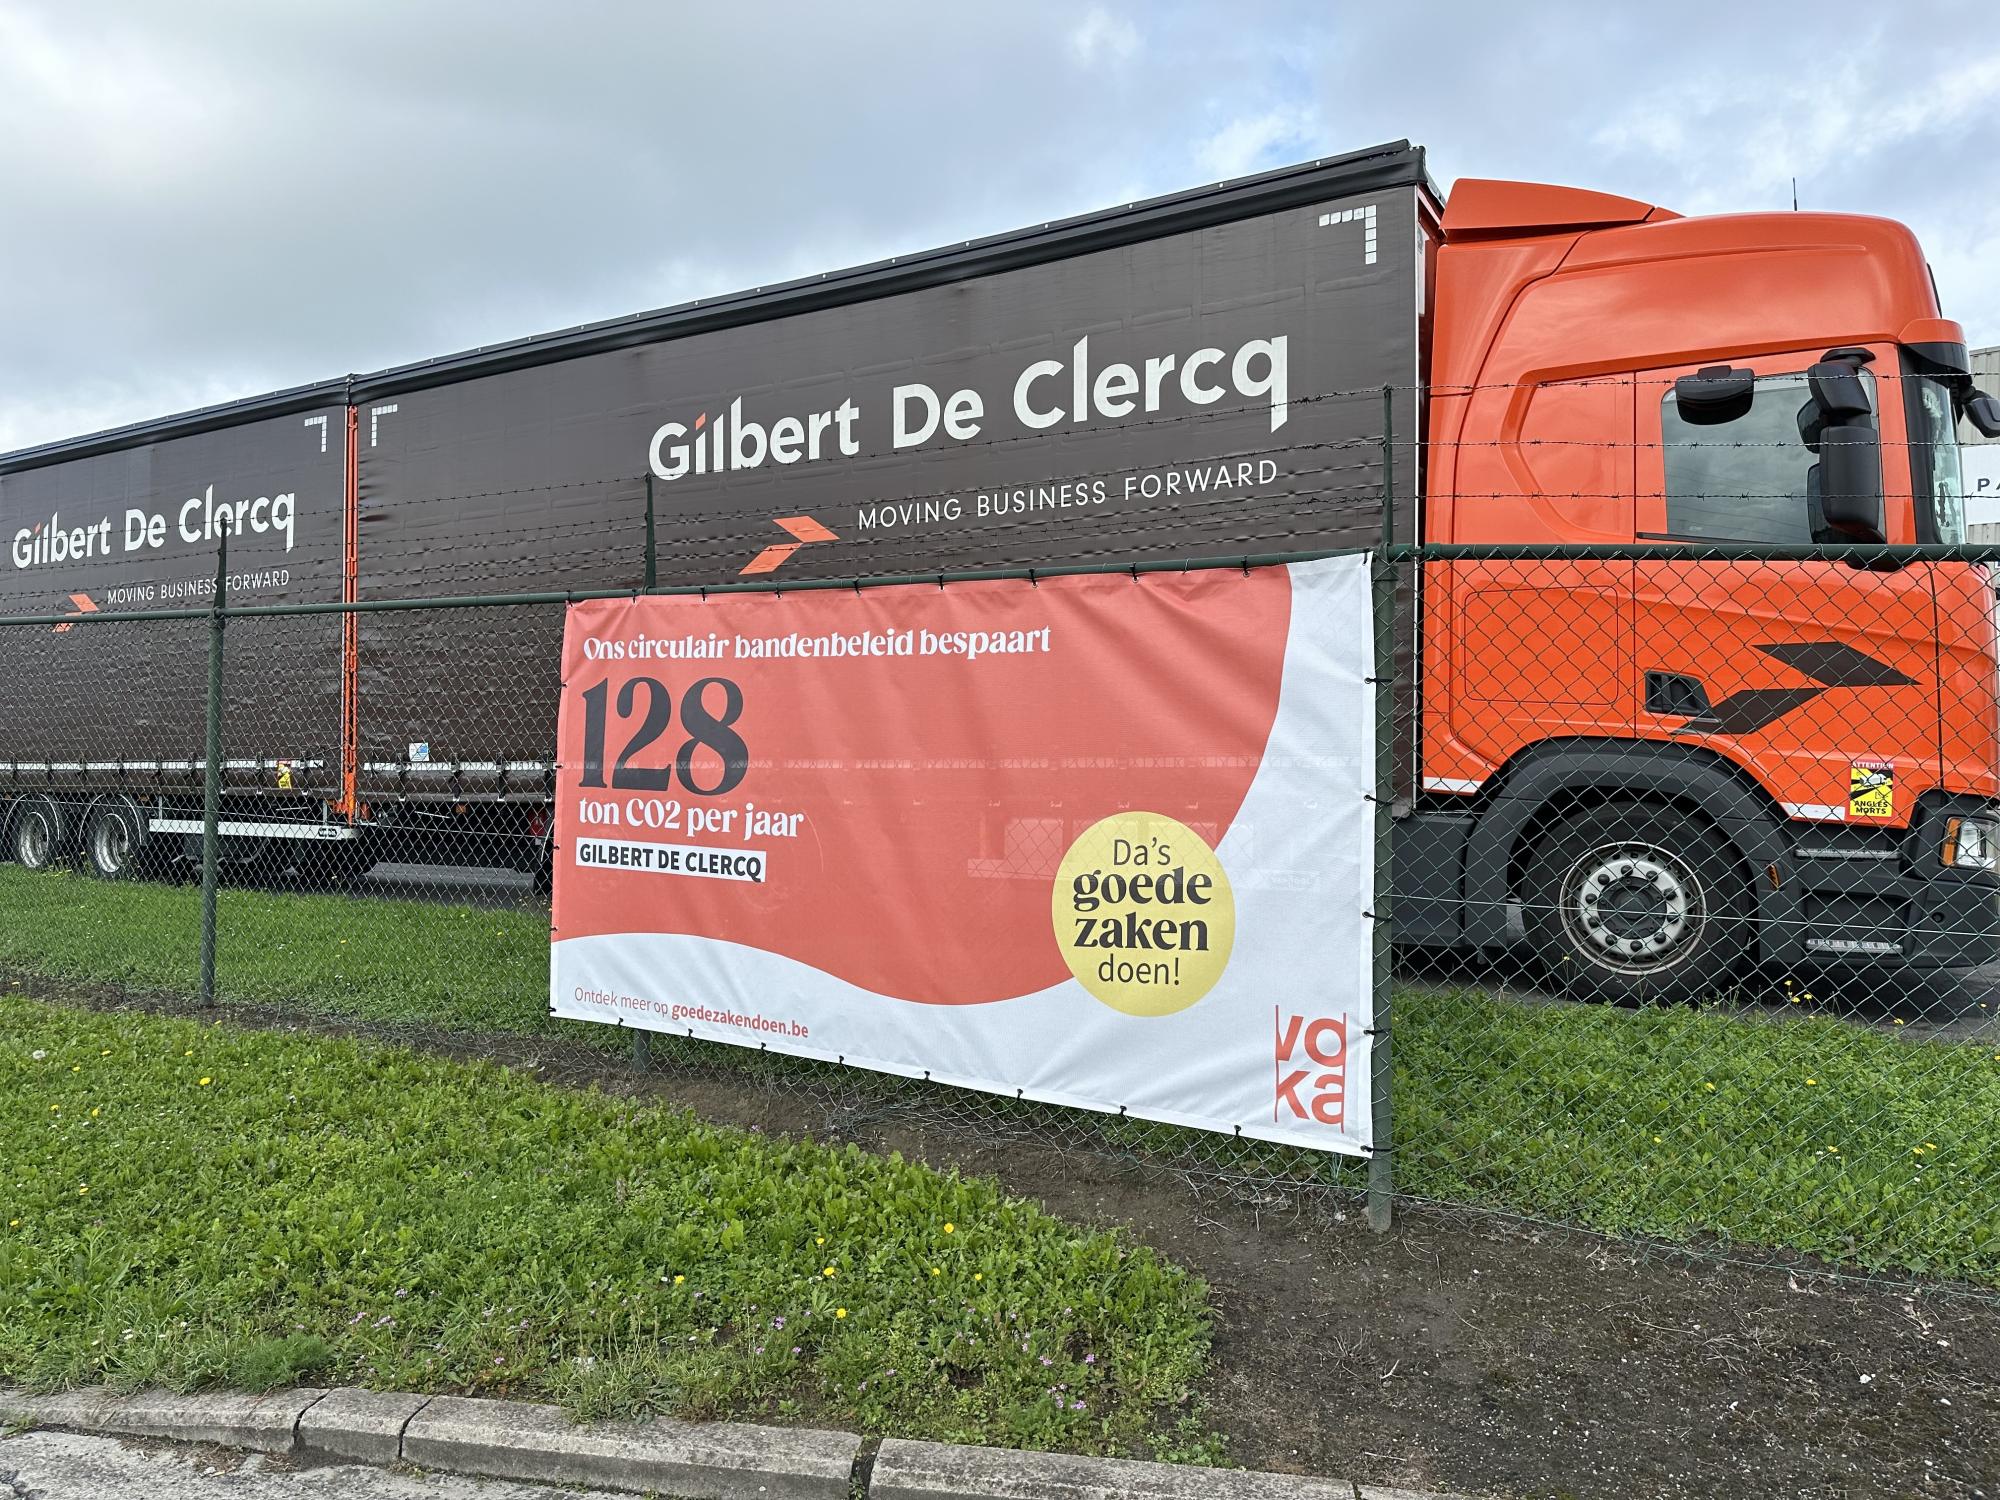 Gilbert De Clercq
MOVING BUSINESS FORWARD
Gilbert De Clercq
MOVING BUSINESS FORWARD
Ons circulair bandenbeleid bespaart
128
ton CO2 per jaar
GILBERT DE CLERCQ
Da's
goede
zaken
doen!
Ontdek meer op goedezakendoen.be
voka
ATTENTION
ANGLES
MORTS